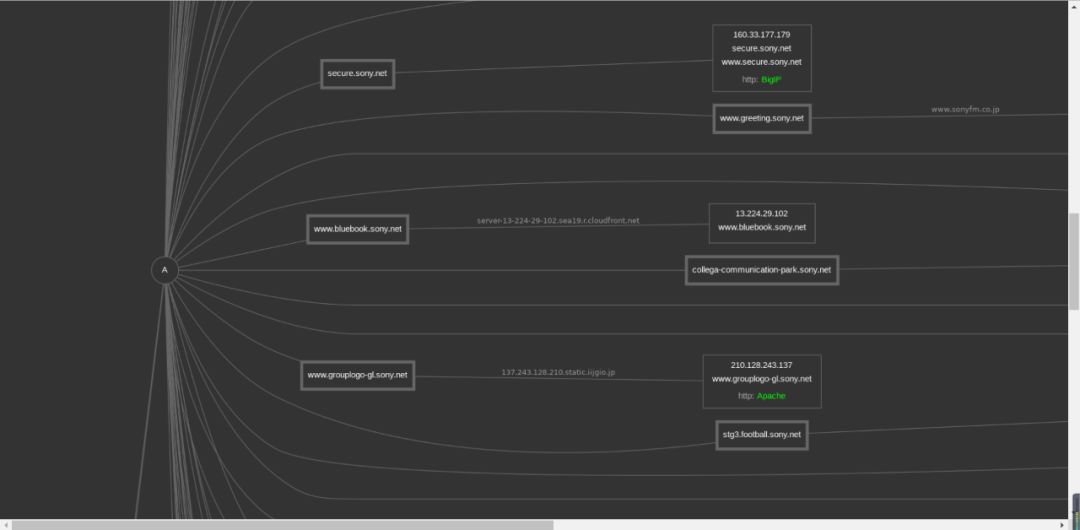 160.33.177.179
secure.sony.net
www.secure.sony.net
http: BigIP
secure.sony.net
www.greeting.sony.net
www.sonyfm.co.jp
13.224.29.102
www.bluebook.sony.net
server-13-224-29-102.sea19.r.cloudfront.net
www.bluebook.sony.net
A
collega-communication-park.sony.net
210.128.243.137
www.grouplogo-gl.sony.net
http: Apache
137.243.128.210.static.iijgio.jp
www.grouplogo-gl.sony.net
stg3.football.sony.net